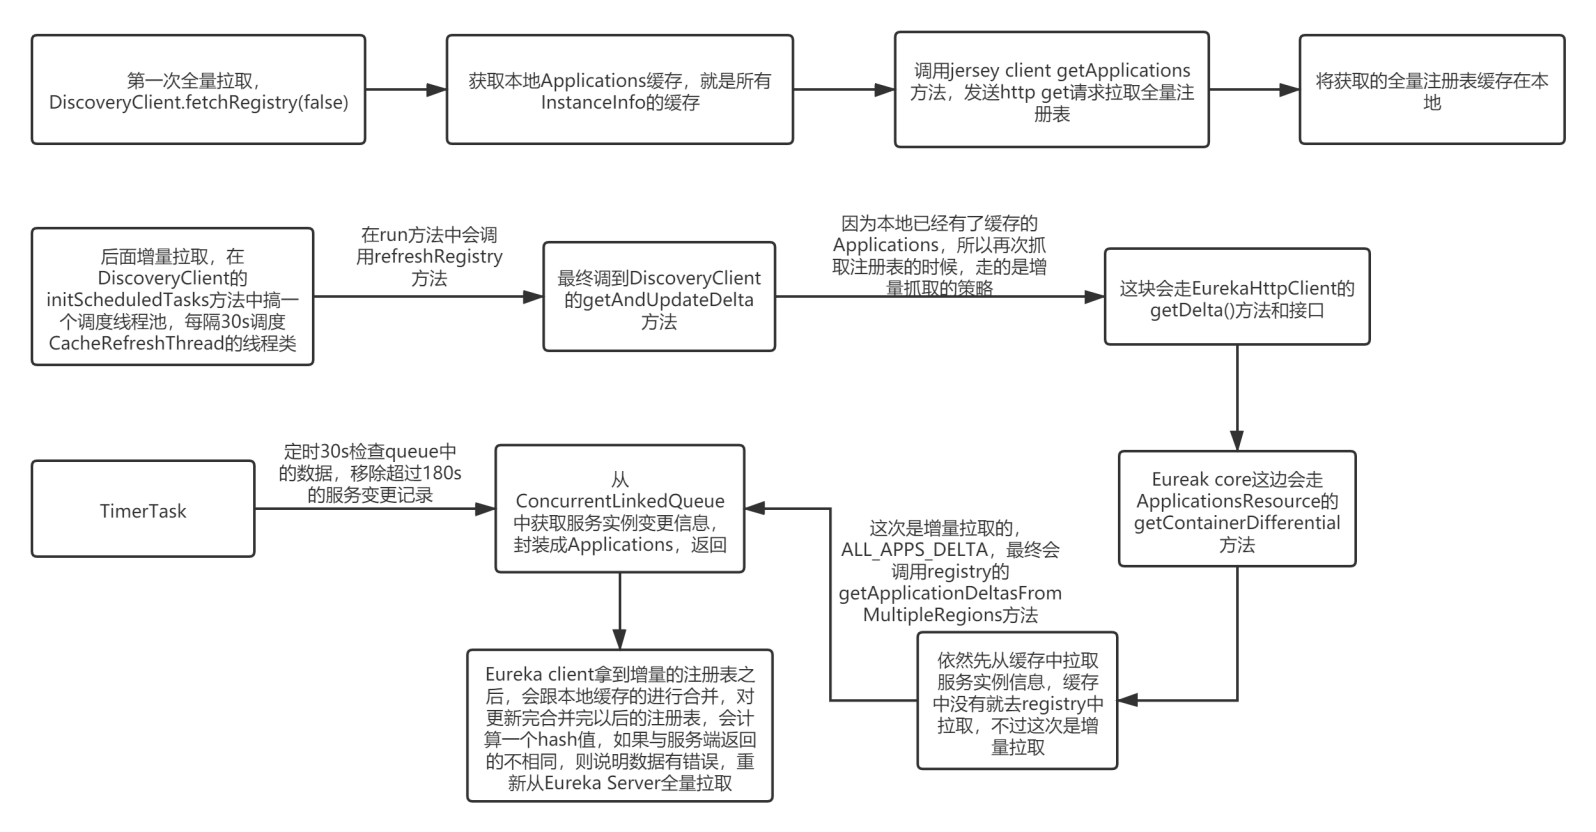 第一次全量拉取，
DiscoveryClient.fetchRegistry(false)
获取本地Applications缓存，就是所有
InstanceInfo的缓存
调用jersey client getApplications
方法，发送http get请求拉取全量注
册表
将获取的全量注册表缓存在本
地
后面增量拉取，在
DiscoveryClient的
initScheduledTasks方法中搞一
个调度线程池，每隔30s调度
CacheRefreshThread的线程类
在run方法中会调
用refreshRegistry
方法
最终调到DiscoveryClient
的getAndUpdateDelta
方法
因为本地已经有了缓存的
Applications，所以再次抓
取注册表的时候，走的是增
量抓取的策略
这块会走EurekaHttpClient的
getDelta()方法和接口
Eureak core这边会走
ApplicationsResource的
getContainerDifferential
方法
依然先从缓存中拉取
服务实例信息，缓存
中没有就去registry中
拉取，不过这次是增
量拉取
这次是增量拉取的，
ALL_APPS_DELTA，最终会
调用registry的
getApplicationDeltasFrom
MultipleRegions方法
TimerTask
定时30s检查queue中
的数据，移除超过180s
的服务变更记录
从
ConcurrentLinkedQueue
中获取服务实例变更信息，
封装成Applications，返回
Eureka client拿到增量的注册表之
后，会跟本地缓存的进行合并，对
更新完合并完以后的注册表，会计
算一个hash值，如果与服务端返回
的不相同，则说明数据有错误，重
新从Eureka Server全量拉取